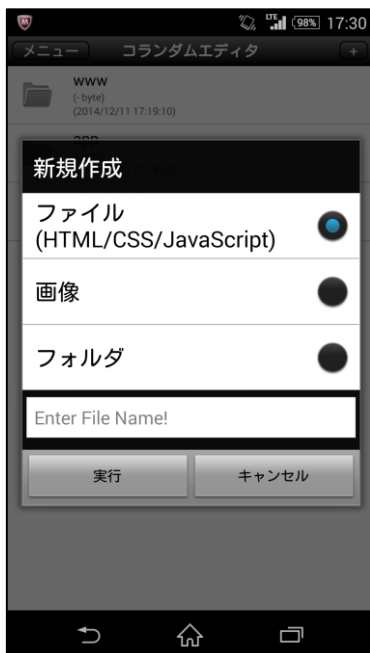 LTE 98% 17:30
メニュー コランダムエディタ +
www
(- byte)
(2014/12/11 17:19:10)
app
新規作成
ファイル
(HTML/CSS/JavaScript)
画像
フォルダ
Enter File Name!
実行 キャンセル